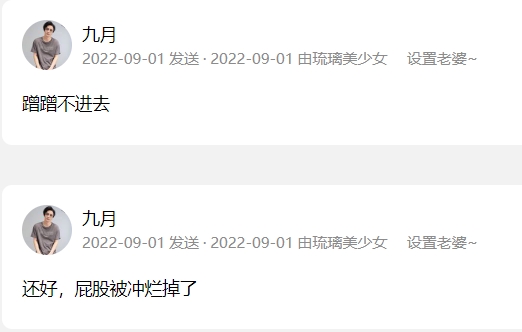 九月
2022-09-01 发送 · 2022-09-01 由琉璃美少女 设置老婆~
蹭蹭不进去
九月
2022-09-01 发送 · 2022-09-01 由琉璃美少女 设置老婆~
还好，屁股被冲烂掉了